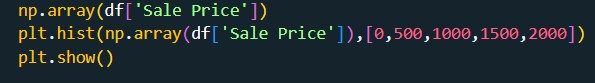 np.array(df['Sale Price'])
plt.hist(np.array(df['Sale Price']),[0,500,1000,1500,2000])
plt.show()